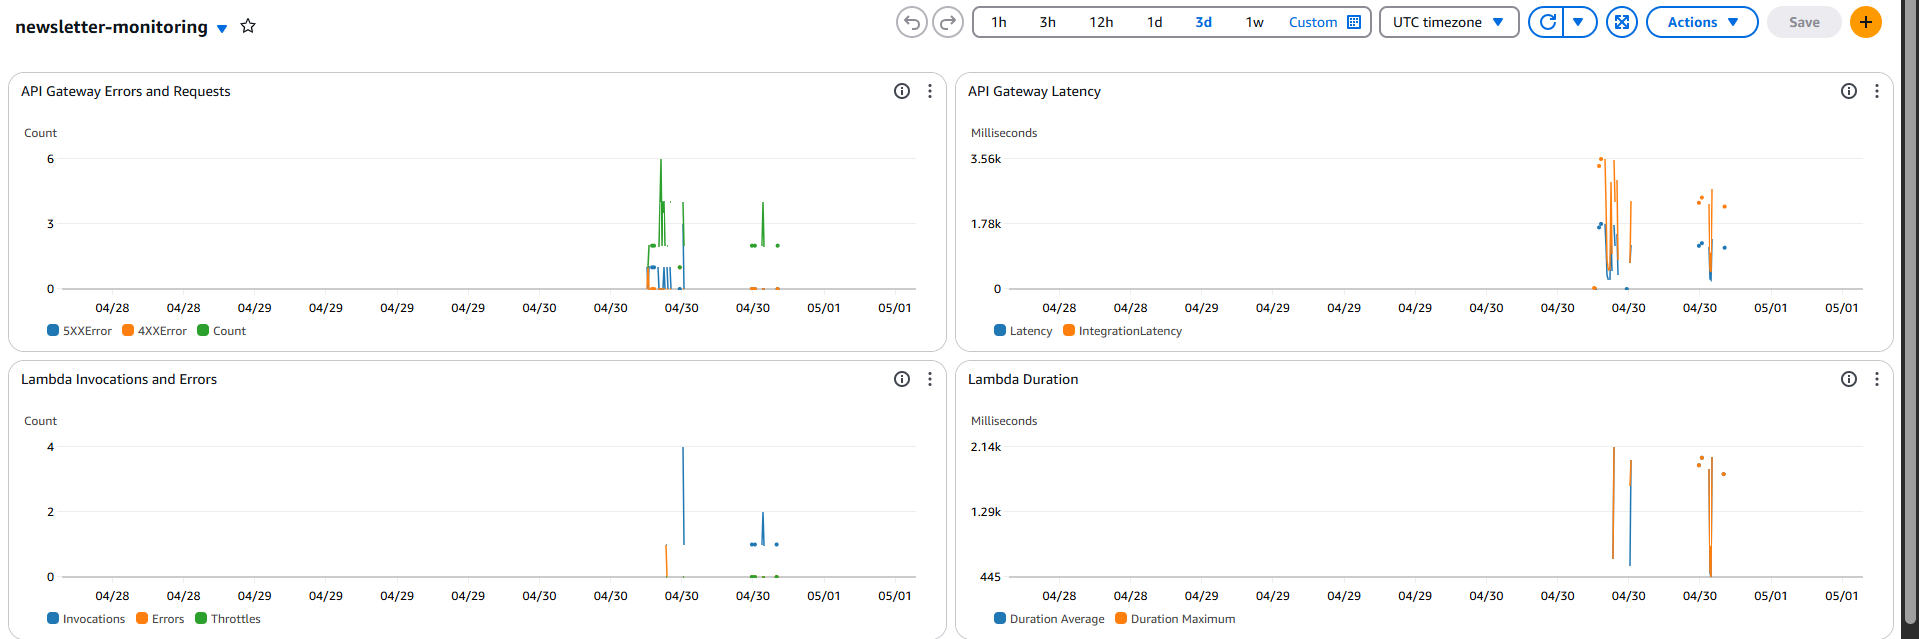 newsletter-monitoring
1h 3h 12h 1d 3d 1w Custom UTC timezone Actions Save
API Gateway Errors and Requests
Count
6
3
0
04/28 04/28 04/29 04/29 04/29 04/29 04/30 04/30 04/30 04/30 05/01 05/01
5XXError 4XXError Count
API Gateway Latency
Milliseconds
3.56k
1.78k
0
04/28 04/28 04/29 04/29 04/29 04/29 04/30 04/30 04/30 04/30 05/01 05/01
Latency IntegrationLatency
Lambda Invocations and Errors
Count
4
2
0
04/28 04/28 04/29 04/29 04/29 04/29 04/30 04/30 04/30 04/30 05/01 05/01
Invocations Errors Throttles
Lambda Duration
Milliseconds
2.14k
1.29k
445
04/28 04/28 04/29 04/29 04/29 04/29 04/30 04/30 04/30 04/30 05/01 05/01
Duration Average Duration Maximum